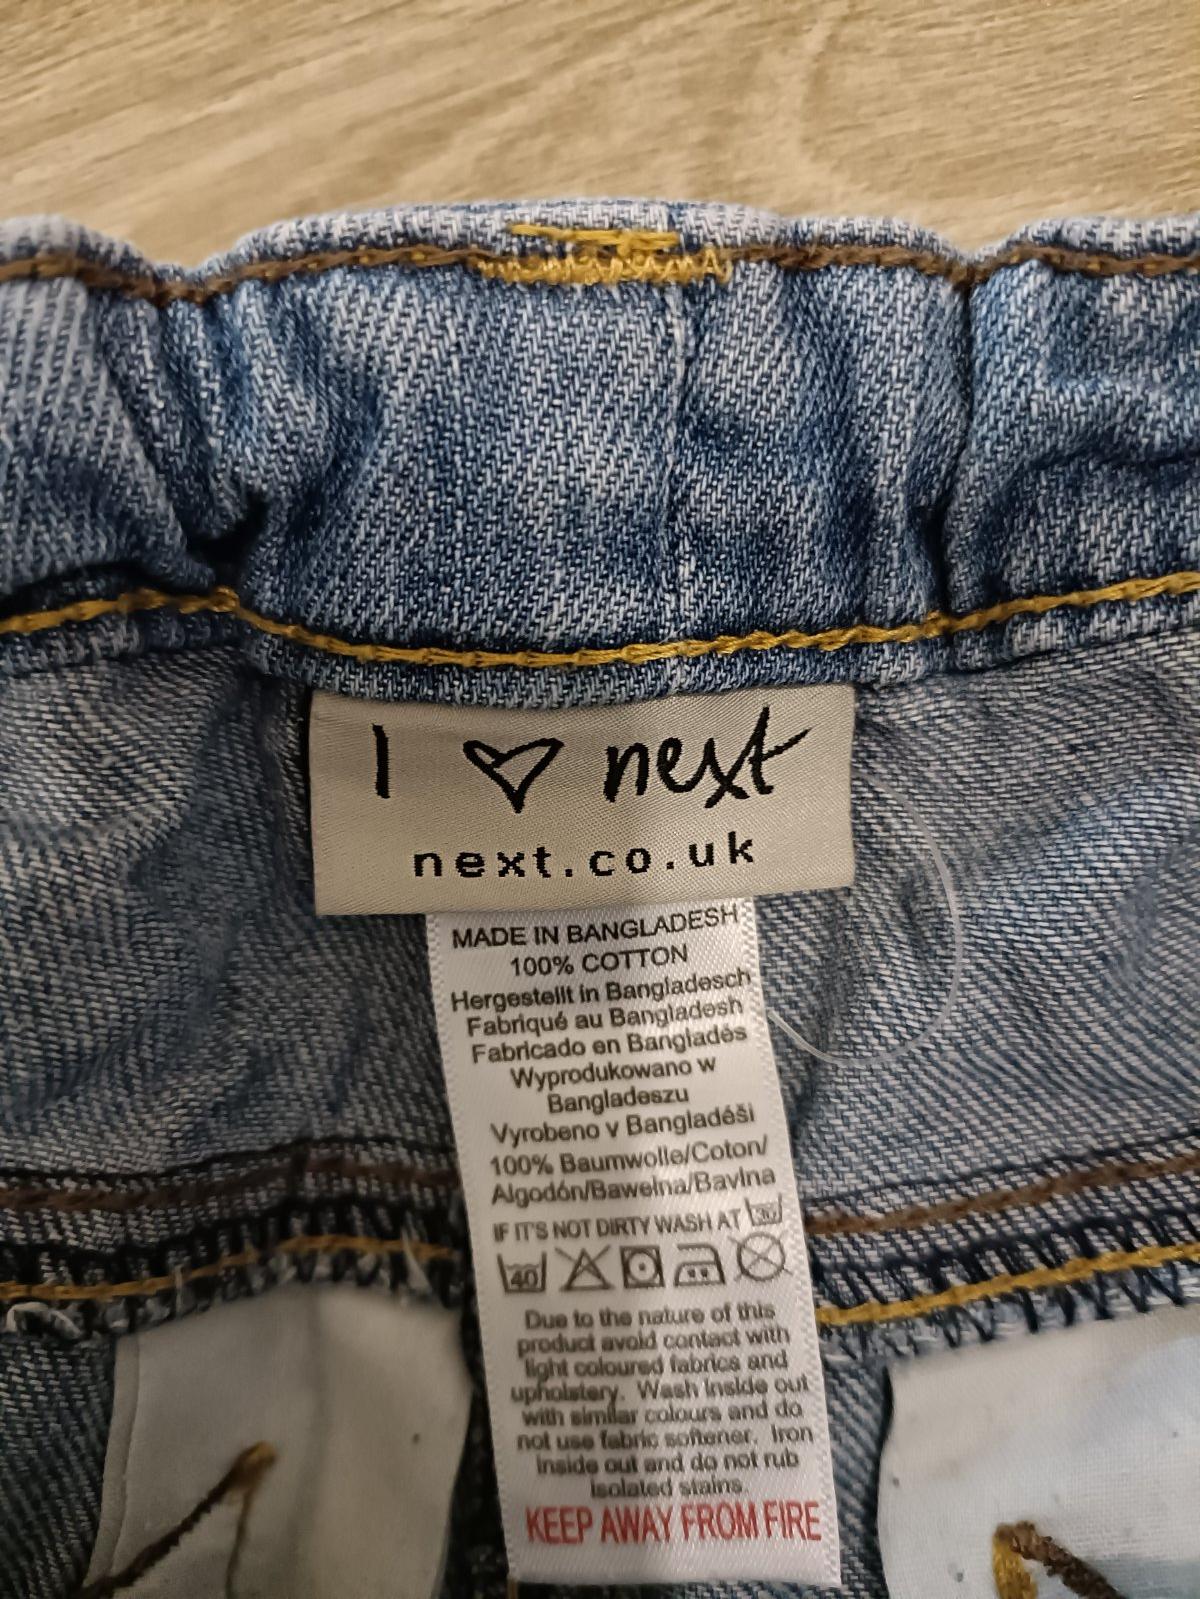 I ♡ next
next.co.uk
MADE IN BANGLADESH
100% COTTON
Hergestellt in Bangladesch
Fabriqué au Bangladesh
Fabricado en Bangladés
Wyprodukowano w
Bangladeszu
Vyrobeno v Bangladéši
100% Baumwolle/Coton/
Algodón/Bawełna/Bavlna
IF IT'S NOT DIRTY WASH AT 30
40
Due to the nature of this
product avoid contact with
light coloured fabrics and
upholstery. Wash inside out
with similar colours and do
not use fabric softener. Iron
inside out and do not rub
isolated stains.
KEEP AWAY FROM FIRE